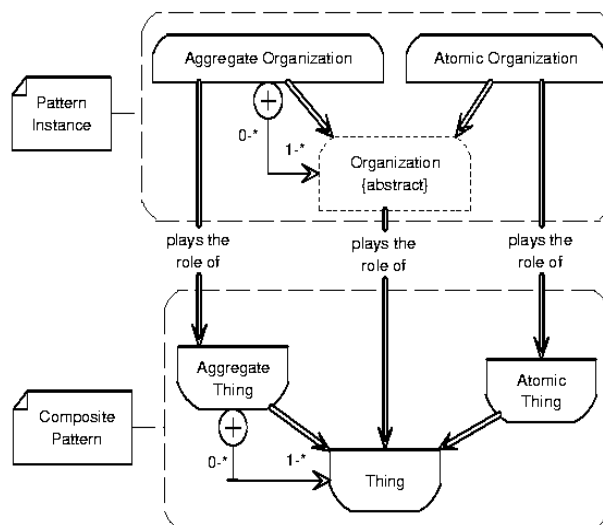 Aggregate Organization
Atomic Organization
Pattern
Instance
+
0-*
1-*
Organization
{abstract}
plays the
role of
plays the
role of
plays the
role of
Aggregate
Thing
Atomic
Thing
Composite
Pattern
+
0-*
1-*
Thing